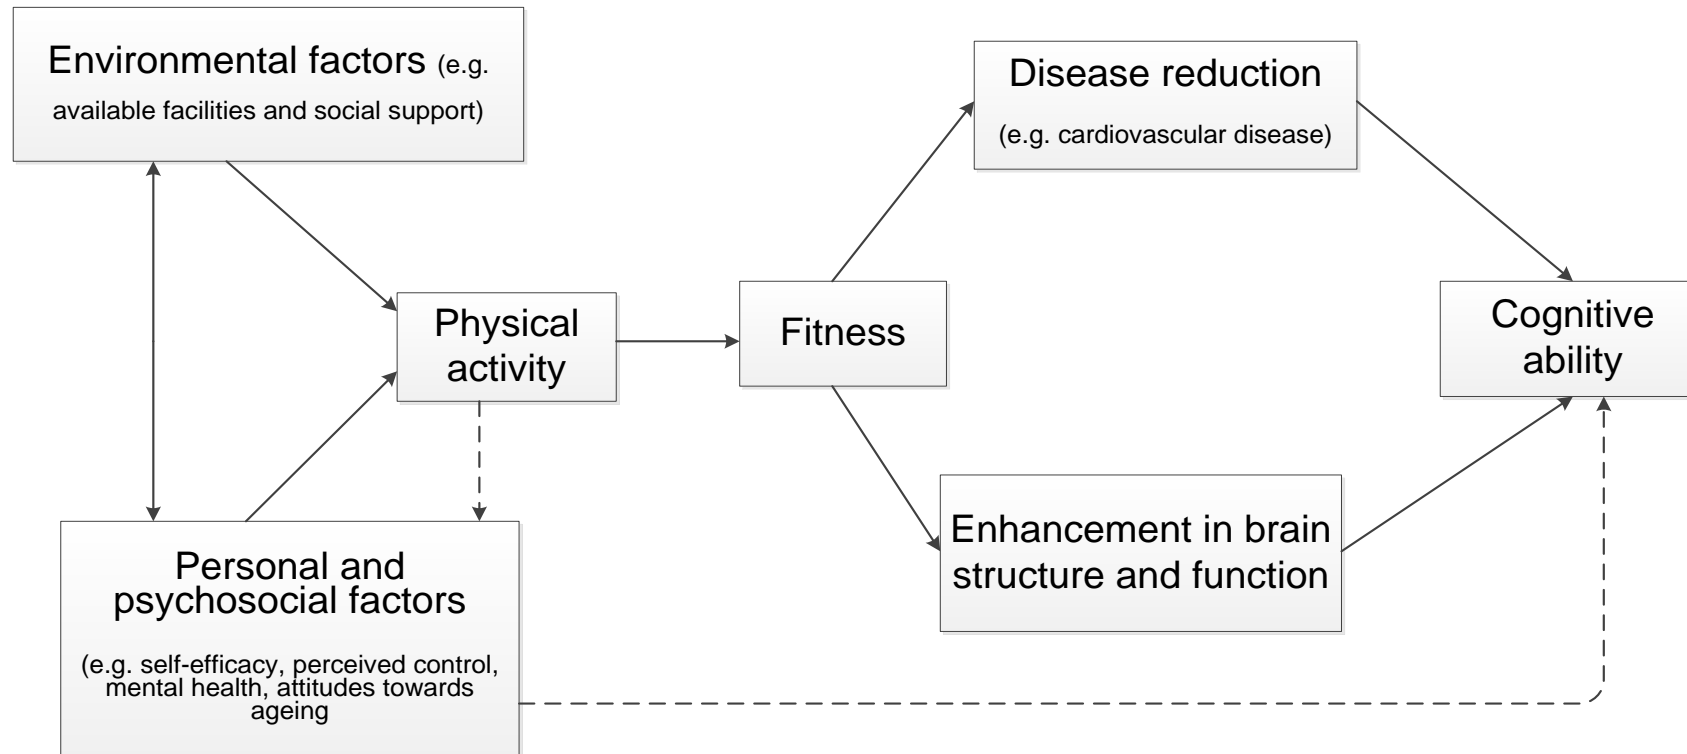 Environmental factors (e.g.
available facilities and social support)
Disease reduction
(e.g. cardiovascular disease)
Physical
activity
Fitness
Cognitive
ability
Enhancement in brain
structure and function
Personal and
psychosocial factors
(e.g. self-efficacy, perceived control,
mental health, attitudes towards
ageing